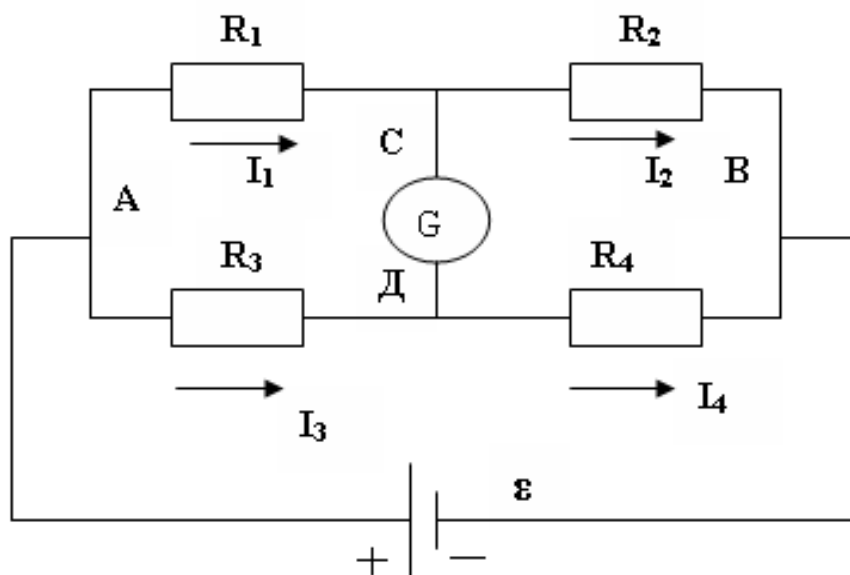 R₁ R₂
С
I₁ I₂ В
А
G
R₃ R₄
Д
I₃ I₄
ε
+ −